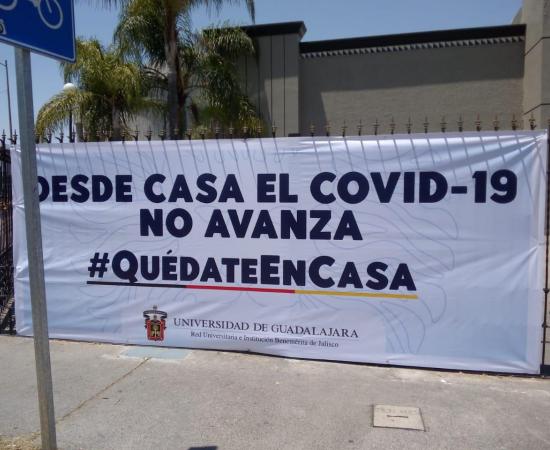 DESDE CASA EL COVID-19
NO AVANZA
#QUÉDATEENCASA
UNIVERSIDAD DE GUADALAJARA
Red Universitaria e Institución Benemérita de Jalisco